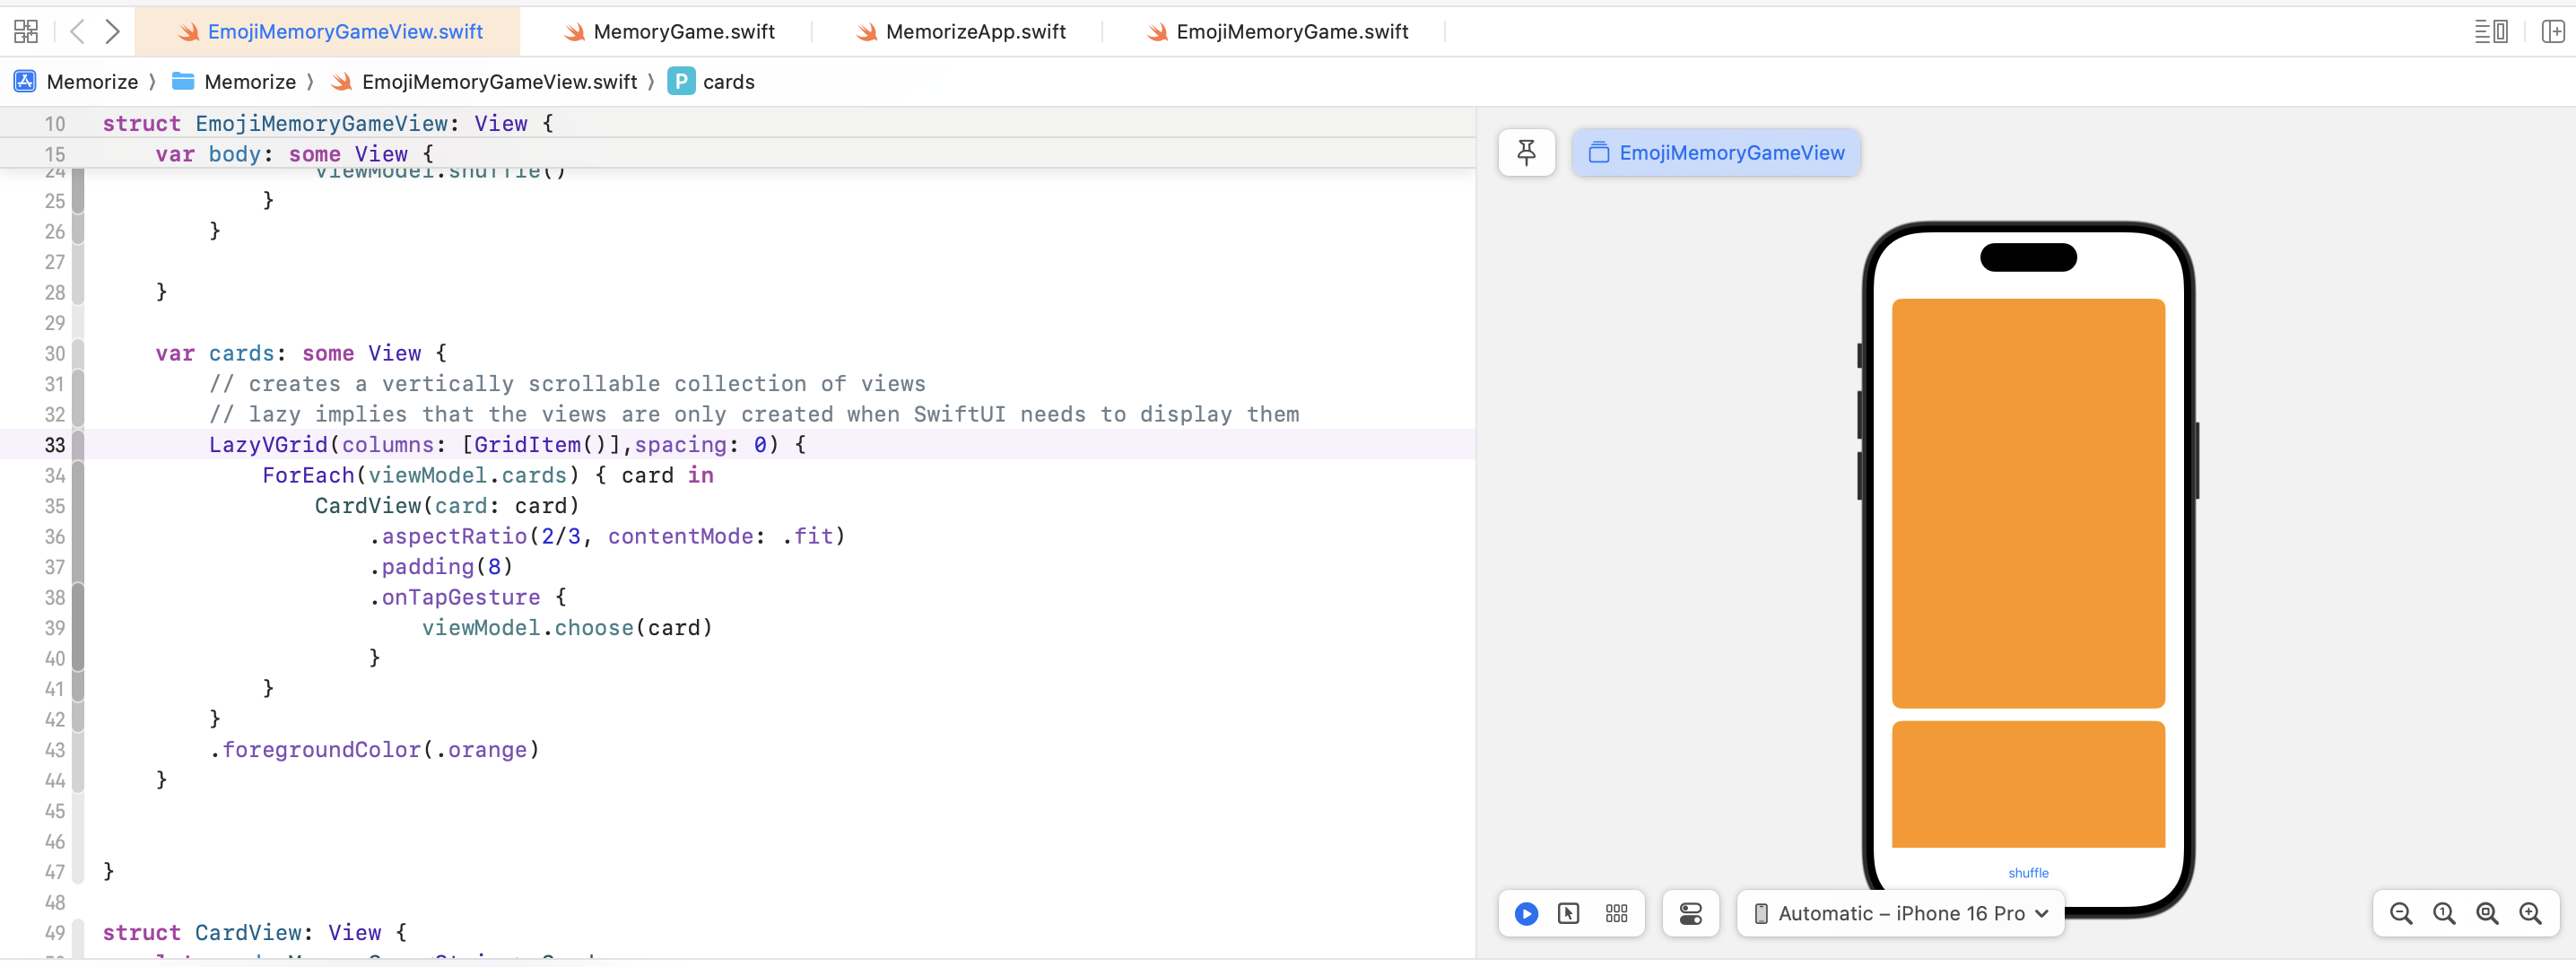 EmojiMemoryGameView.swift MemoryGame.swift MemorizeApp.swift EmojiMemoryGame.swift
Memorize 〉 Memorize 〉 EmojiMemoryGameView.swift 〉 P cards
10 struct EmojiMemoryGameView: View {
15 var body: some View {
24 viewModel.shuffle()
25 }
26 }
27
28 }
29
30 var cards: some View {
31 // creates a vertically scrollable collection of views
32 // lazy implies that the views are only created when SwiftUI needs to display them
33 LazyVGrid(columns: [GridItem()],spacing: 0) {
34 ForEach(viewModel.cards) { card in
35 CardView(card: card)
36 .aspectRatio(2/3, contentMode: .fit)
37 .padding(8)
38 .onTapGesture {
39 viewModel.choose(card)
40 }
41 }
42 }
43 .foregroundColor(.orange)
44 }
45
46
47 }
48
49 struct CardView: View {
EmojiMemoryGameView
shuffle
Automatic – iPhone 16 Pro